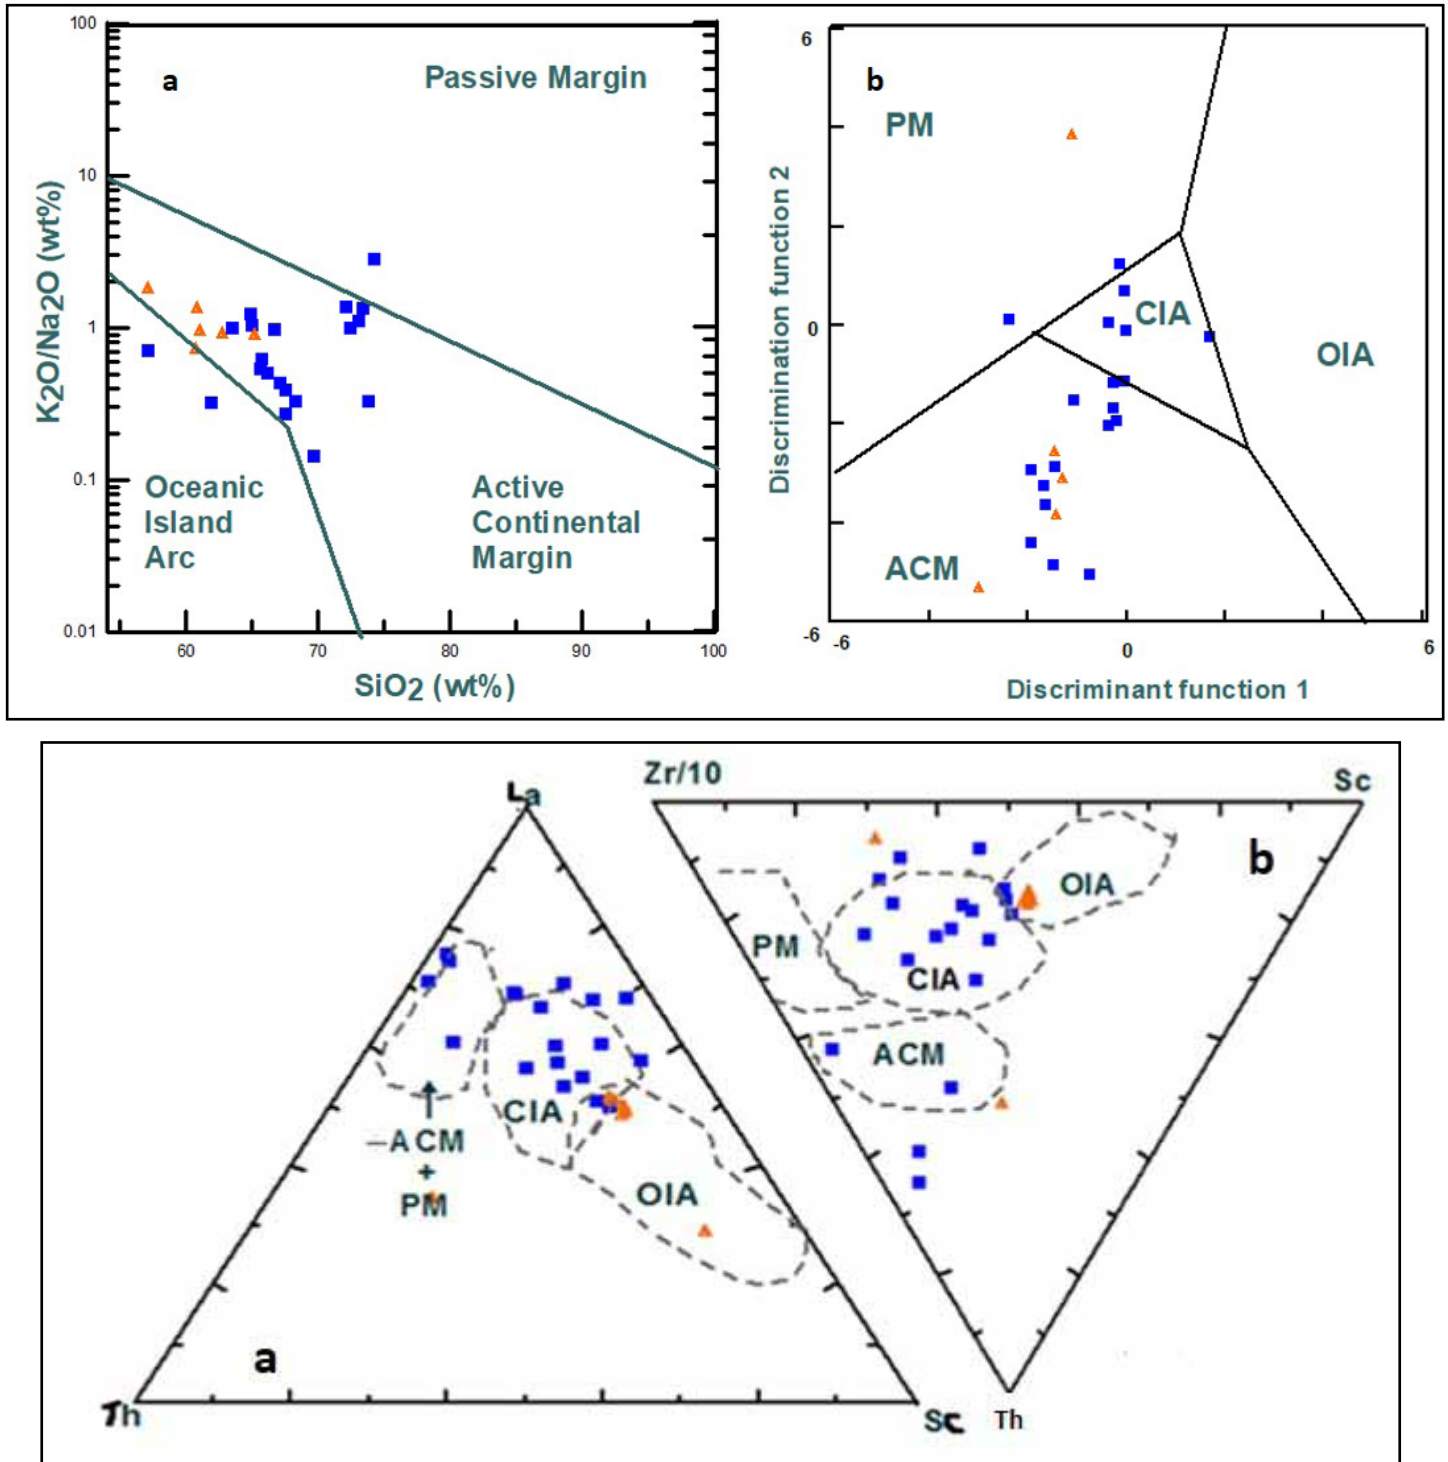 100
10
1
0.1
0.01
K2O/Na2O (wt%)
a
Passive Margin
Oceanic
Island
Arc
Active
Continental
Margin
60
70
80
90
100
SiO2 (wt%)
6
0
-6
Discrimination function 2
b
PM
CIA
OIA
ACM
-6
0
6
Discriminant function 1
La
Th
Sc
a
–ACM
+
PM
CIA
OIA
Zr/10
Sc
Th
b
PM
CIA
OIA
ACM